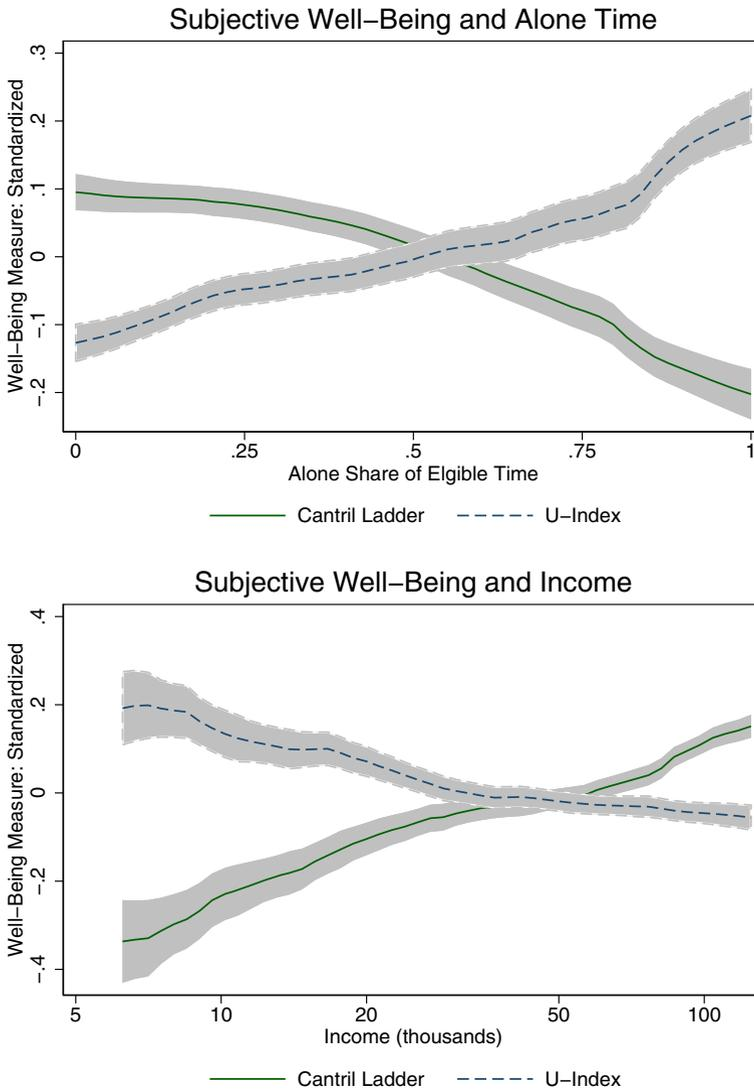 Subjective Well–Being and Alone Time
Well–Being Measure: Standardized
.3
.2
.1
0
–.1
–.2
0
.25
.5
.75
1
Alone Share of Elgible Time
Cantril Ladder
U–Index
Subjective Well–Being and Income
Well–Being Measure: Standardized
.4
.2
0
–.2
–.4
5
10
20
50
100
Income (thousands)
Cantril Ladder
U–Index